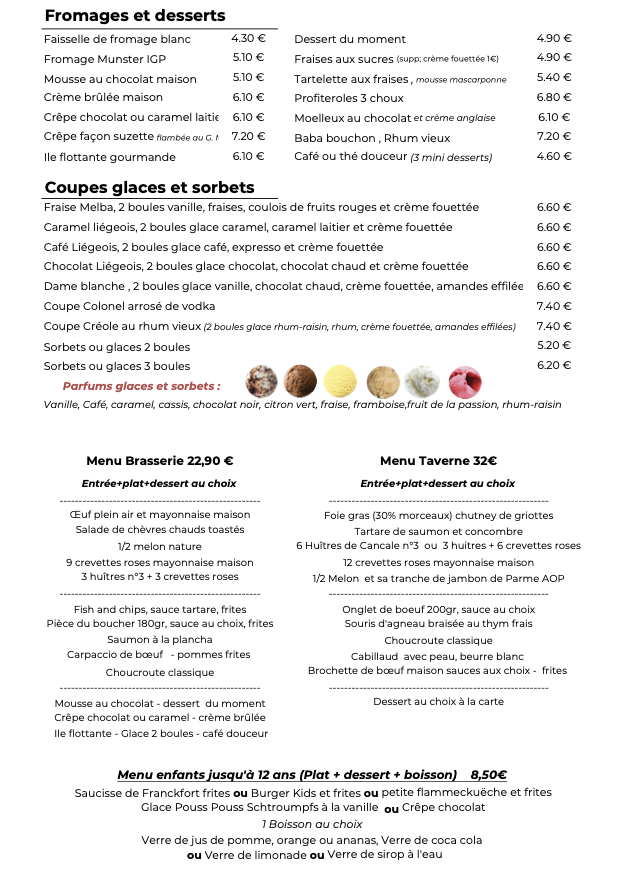 Fromages et desserts
Faisselle de fromage blanc 4.30 €
Fromage Munster IGP 5.10 €
Mousse au chocolat maison 5.10 €
Crème brûlée maison 6.10 €
Crêpe chocolat ou caramel laitie 6.10 €
Crêpe façon suzette flambée au G. 7.20 €
Ile flottante gourmande 6.10 €
Dessert du moment 4.90 €
Fraises aux sucres (supp; crème fouettée 1€) 4.90 €
Tartelette aux fraises , mousse mascarponne 5.40 €
Profiteroles 3 choux 6.80 €
Moelleux au chocolat et crème anglaise 6.10 €
Baba bouchon , Rhum vieux 7.20 €
Café ou thé douceur (3 mini desserts) 4.60 €
Coupes glaces et sorbets
Fraise Melba, 2 boules vanille, fraises, coulois de fruits rouges et crème fouettée 6.60 €
Caramel liégeois, 2 boules glace caramel, caramel laitier et crème fouettée 6.60 €
Café Liégeois, 2 boules glace café, expresso et crème fouettée 6.60 €
Chocolat Liégeois, 2 boules glace chocolat, chocolat chaud et crème fouettée 6.60 €
Dame blanche , 2 boules glace vanille, chocolat chaud, crème fouettée, amandes effilée 6.60 €
Coupe Colonel arrosé de vodka 7.40 €
Coupe Créole au rhum vieux (2 boules glace rhum-raisin, rhum, crème fouettée, amandes effilées) 7.40 €
Sorbets ou glaces 2 boules 5.20 €
Sorbets ou glaces 3 boules 6.20 €
Parfums glaces et sorbets :
Vanille, Café, caramel, cassis, chocolat noir, citron vert, fraise, framboise,fruit de la passion, rhum-raisin
Menu Brasserie 22,90 €
Entrée+plat+dessert au choix
-----------------------------------------------------
Œuf plein air et mayonnaise maison
Salade de chèvres chauds toastés
1/2 melon nature
9 crevettes roses mayonnaise maison
3 huîtres n°3 + 3 crevettes roses
-----------------------------------------------------
Fish and chips, sauce tartare, frites
Pièce du boucher 180gr, sauce au choix, frites
Saumon à la plancha
Carpaccio de bœuf - pommes frites
Choucroute classique
-----------------------------------------------------
Mousse au chocolat - dessert du moment
Crêpe chocolat ou caramel - crème brûlée
Ile flottante - Glace 2 boules - café douceur
Menu Taverne 32€
Entrée+plat+dessert au choix
----------------------------------------------------------
Foie gras (30% morceaux) chutney de griottes
Tartare de saumon et concombre
6 Huîtres de Cancale n°3 ou 3 huitres + 6 crevettes roses
12 crevettes roses mayonnaise maison
1/2 Melon et sa tranche de jambon de Parme AOP
----------------------------------------------------------
Onglet de boeuf 200gr, sauce au choix
Souris d'agneau braisée au thym frais
Choucroute classique
Cabillaud avec peau, beurre blanc
Brochette de bœuf maison sauces aux choix - frites
----------------------------------------------------------
Dessert au choix à la carte
Menu enfants jusqu'à 12 ans (Plat + dessert + boisson) 8,50€
Saucisse de Franckfort frites ou Burger Kids et frites ou petite flammeckuëche et frites
Glace Pouss Pouss Schtroumpfs à la vanille ou Crêpe chocolat
1 Boisson au choix
Verre de jus de pomme, orange ou ananas, Verre de coca cola
ou Verre de limonade ou Verre de sirop à l'eau